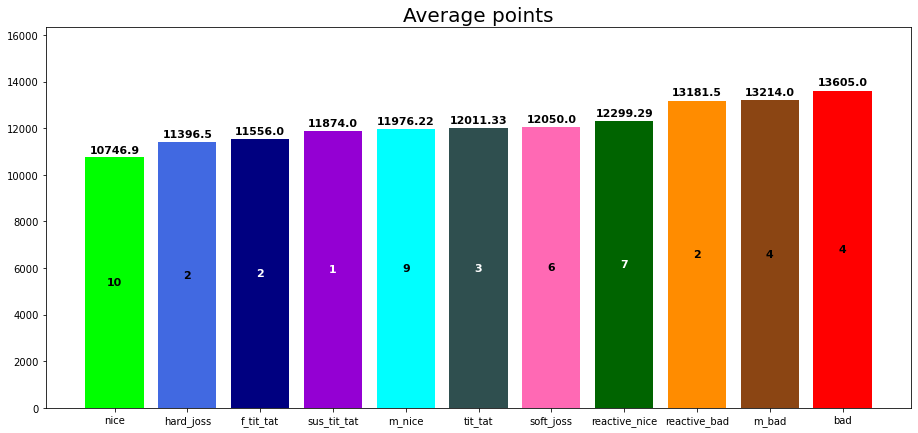 Average points
16000
14000
12000
10000
8000
6000
4000
2000
0
10746.9
11396.5
11556.0
11874.0
11976.22
12011.33
12050.0
12299.29
13181.5
13214.0
13605.0
10
2
2
1
9
3
6
7
2
4
4
nice
hard_joss
f_tit_tat
sus_tit_tat
m_nice
tit_tat
soft_joss
reactive_nice
reactive_bad
m_bad
bad